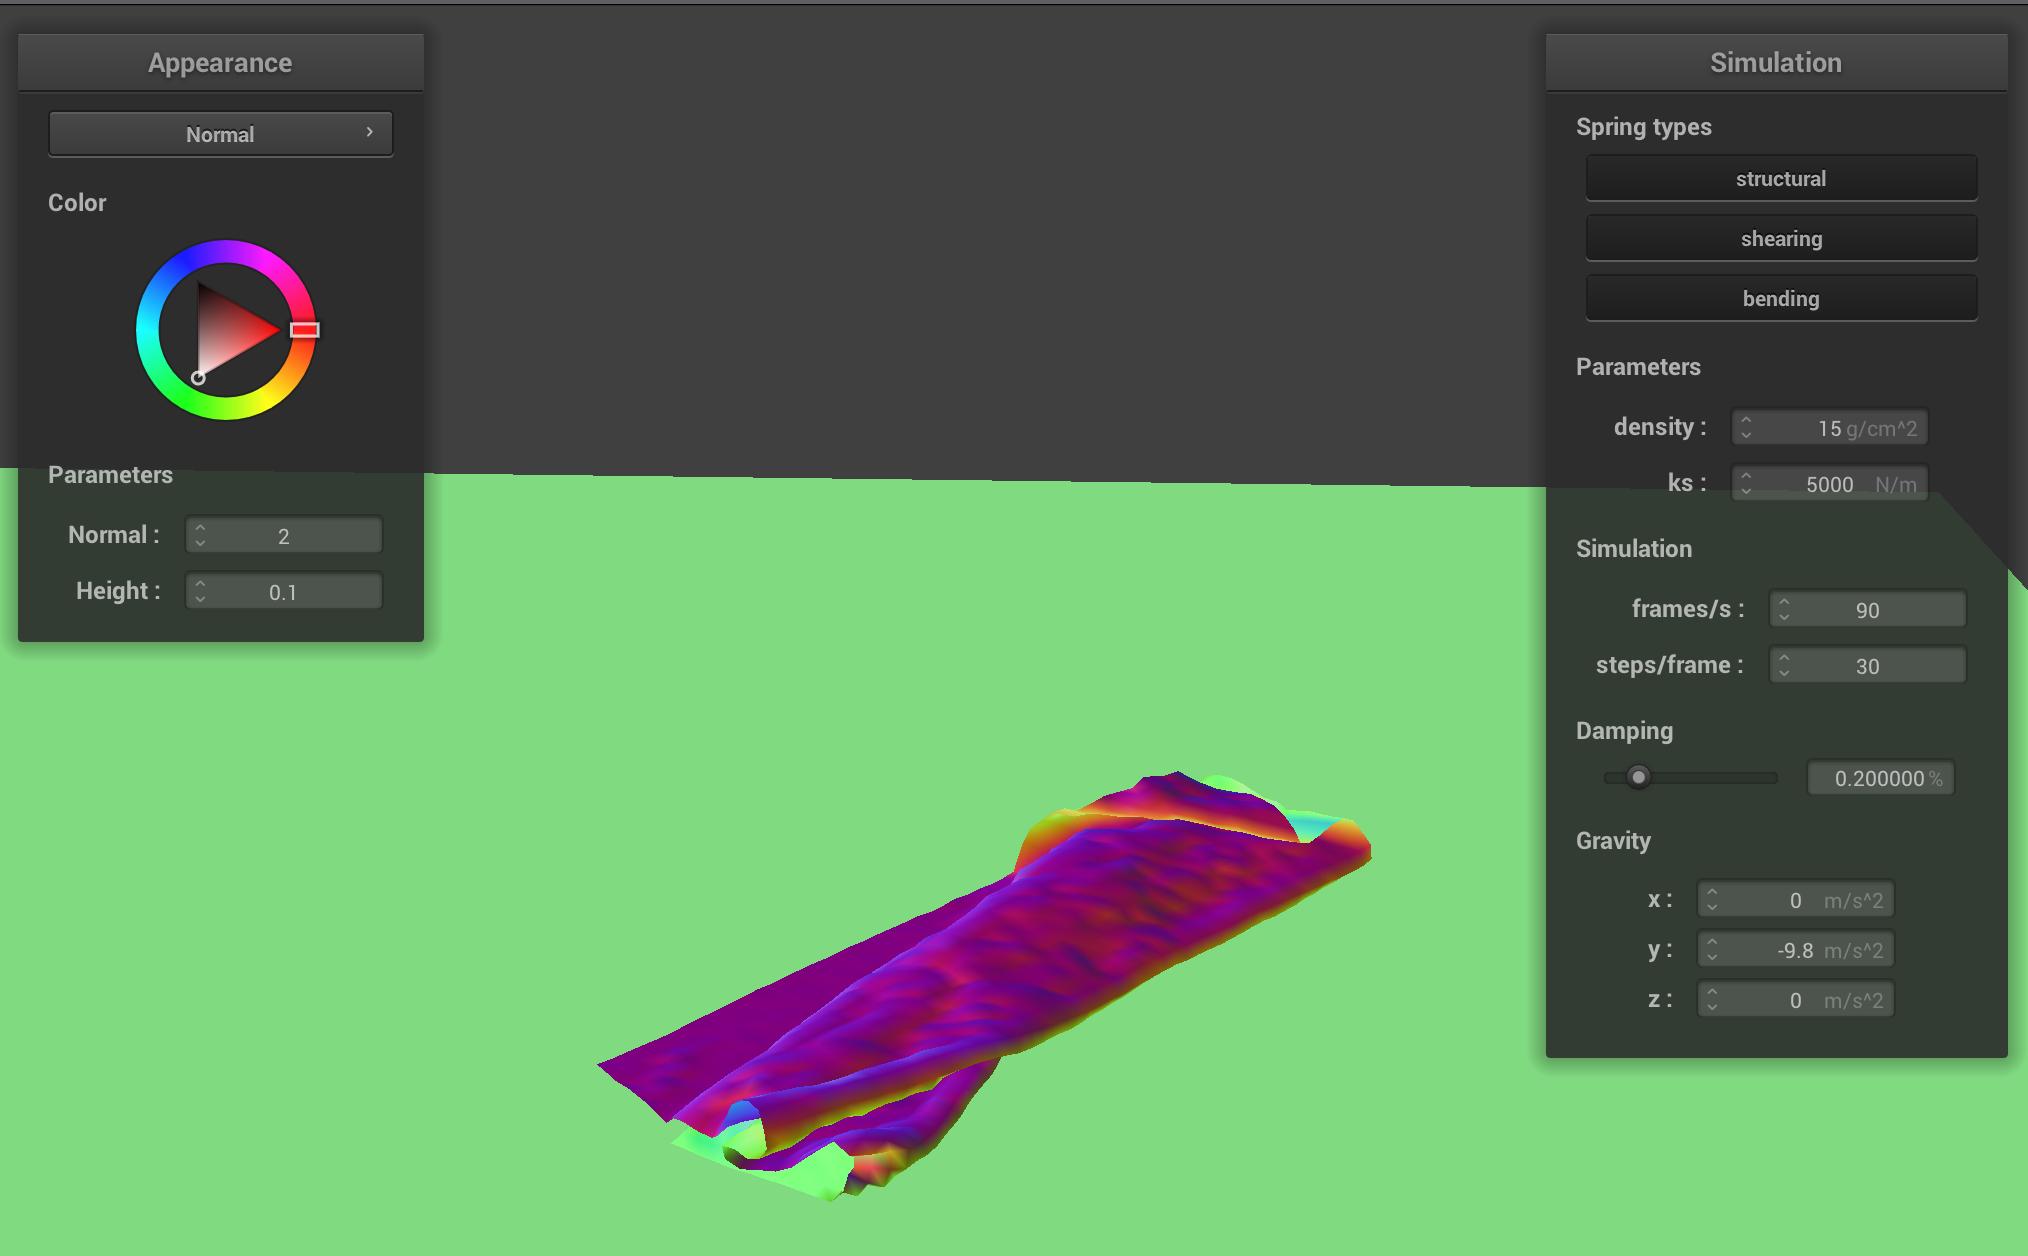 Appearance
Normal
Color
Parameters
Normal : 2
Height : 0.1
Simulation
Spring types
structural
shearing
bending
Parameters
density : 15 g/cm^2
ks : 5000 N/m
Simulation
frames/s : 90
steps/frame : 30
Damping
0.200000 %
Gravity
x : 0 m/s^2
y : -9.8 m/s^2
z : 0 m/s^2